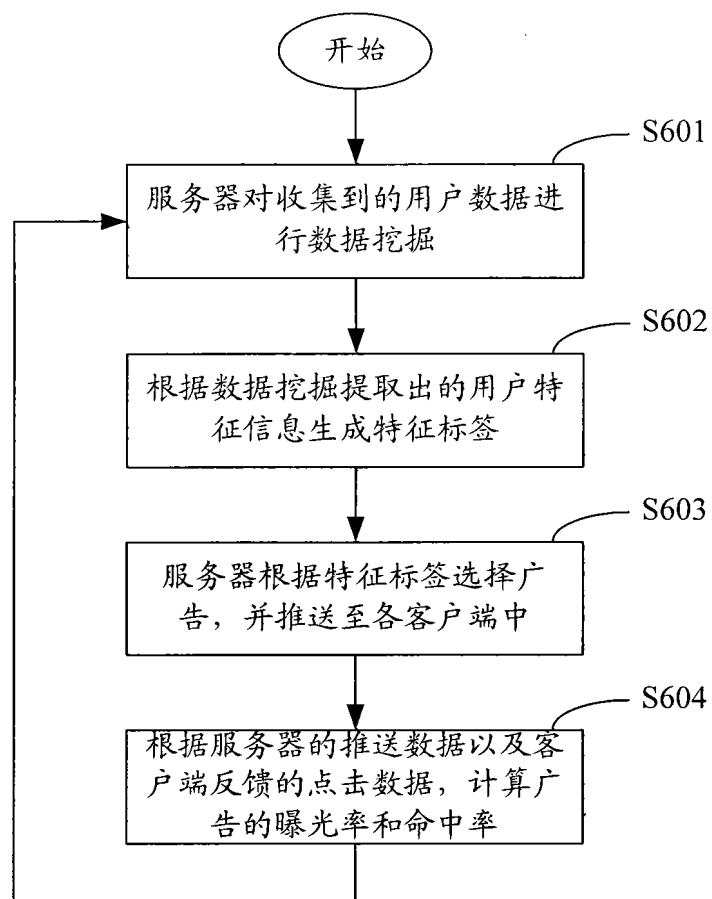 开始
S601
服务器对收集到的用户数据进
行数据挖掘
S602
根据数据挖掘提取出的用户特
征信息生成特征标签
S603
服务器根据特征标签选择广
告，并推送至各客户端中
S604
根据服务器的推送数据以及客
户端反馈的点击数据，计算广
告的曝光率和命中率